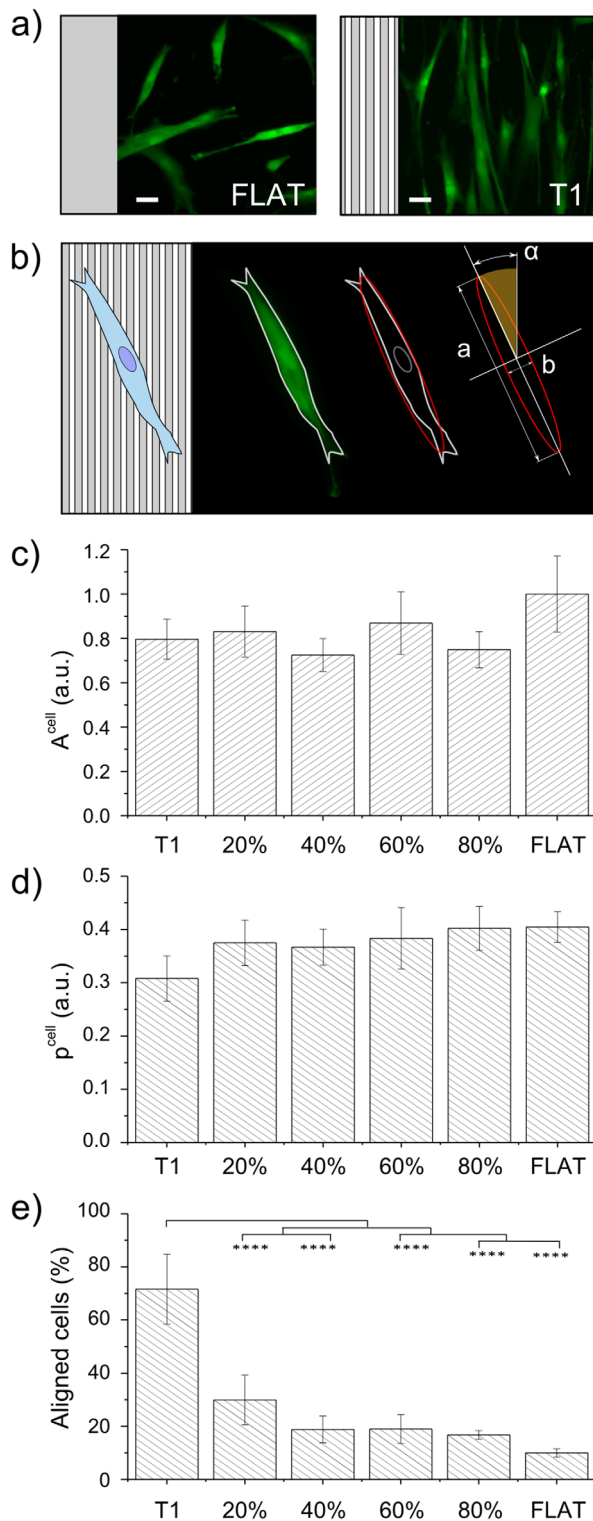 a)
FLAT
T1
b)
α
a
b
c)
1.2
1.0
0.8
0.6
0.4
0.2
0.0
A^cell (a.u.)
T1 20% 40% 60% 80% FLAT
d)
0.5
0.4
0.3
0.2
0.1
0.0
p^cell (a.u.)
T1 20% 40% 60% 80% FLAT
e)
100
80
60
40
20
0
Aligned cells (%)
**** **** **** **** ****
T1 20% 40% 60% 80% FLAT